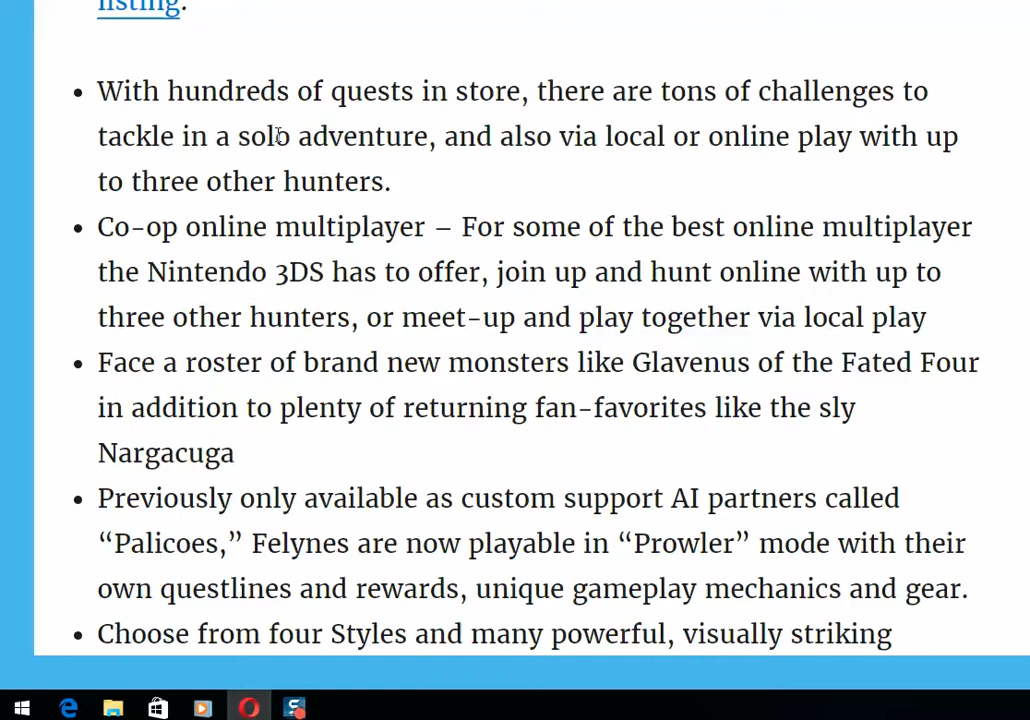 listing.
• With hundreds of quests in store, there are tons of challenges to
tackle in a solo adventure, and also via local or online play with up
to three other hunters.
• Co-op online multiplayer – For some of the best online multiplayer
the Nintendo 3DS has to offer, join up and hunt online with up to
three other hunters, or meet-up and play together via local play
• Face a roster of brand new monsters like Glavenus of the Fated Four
in addition to plenty of returning fan-favorites like the sly
Nargacuga
• Previously only available as custom support AI partners called
“Palicoes,” Felynes are now playable in “Prowler” mode with their
own questlines and rewards, unique gameplay mechanics and gear.
• Choose from four Styles and many powerful, visually striking